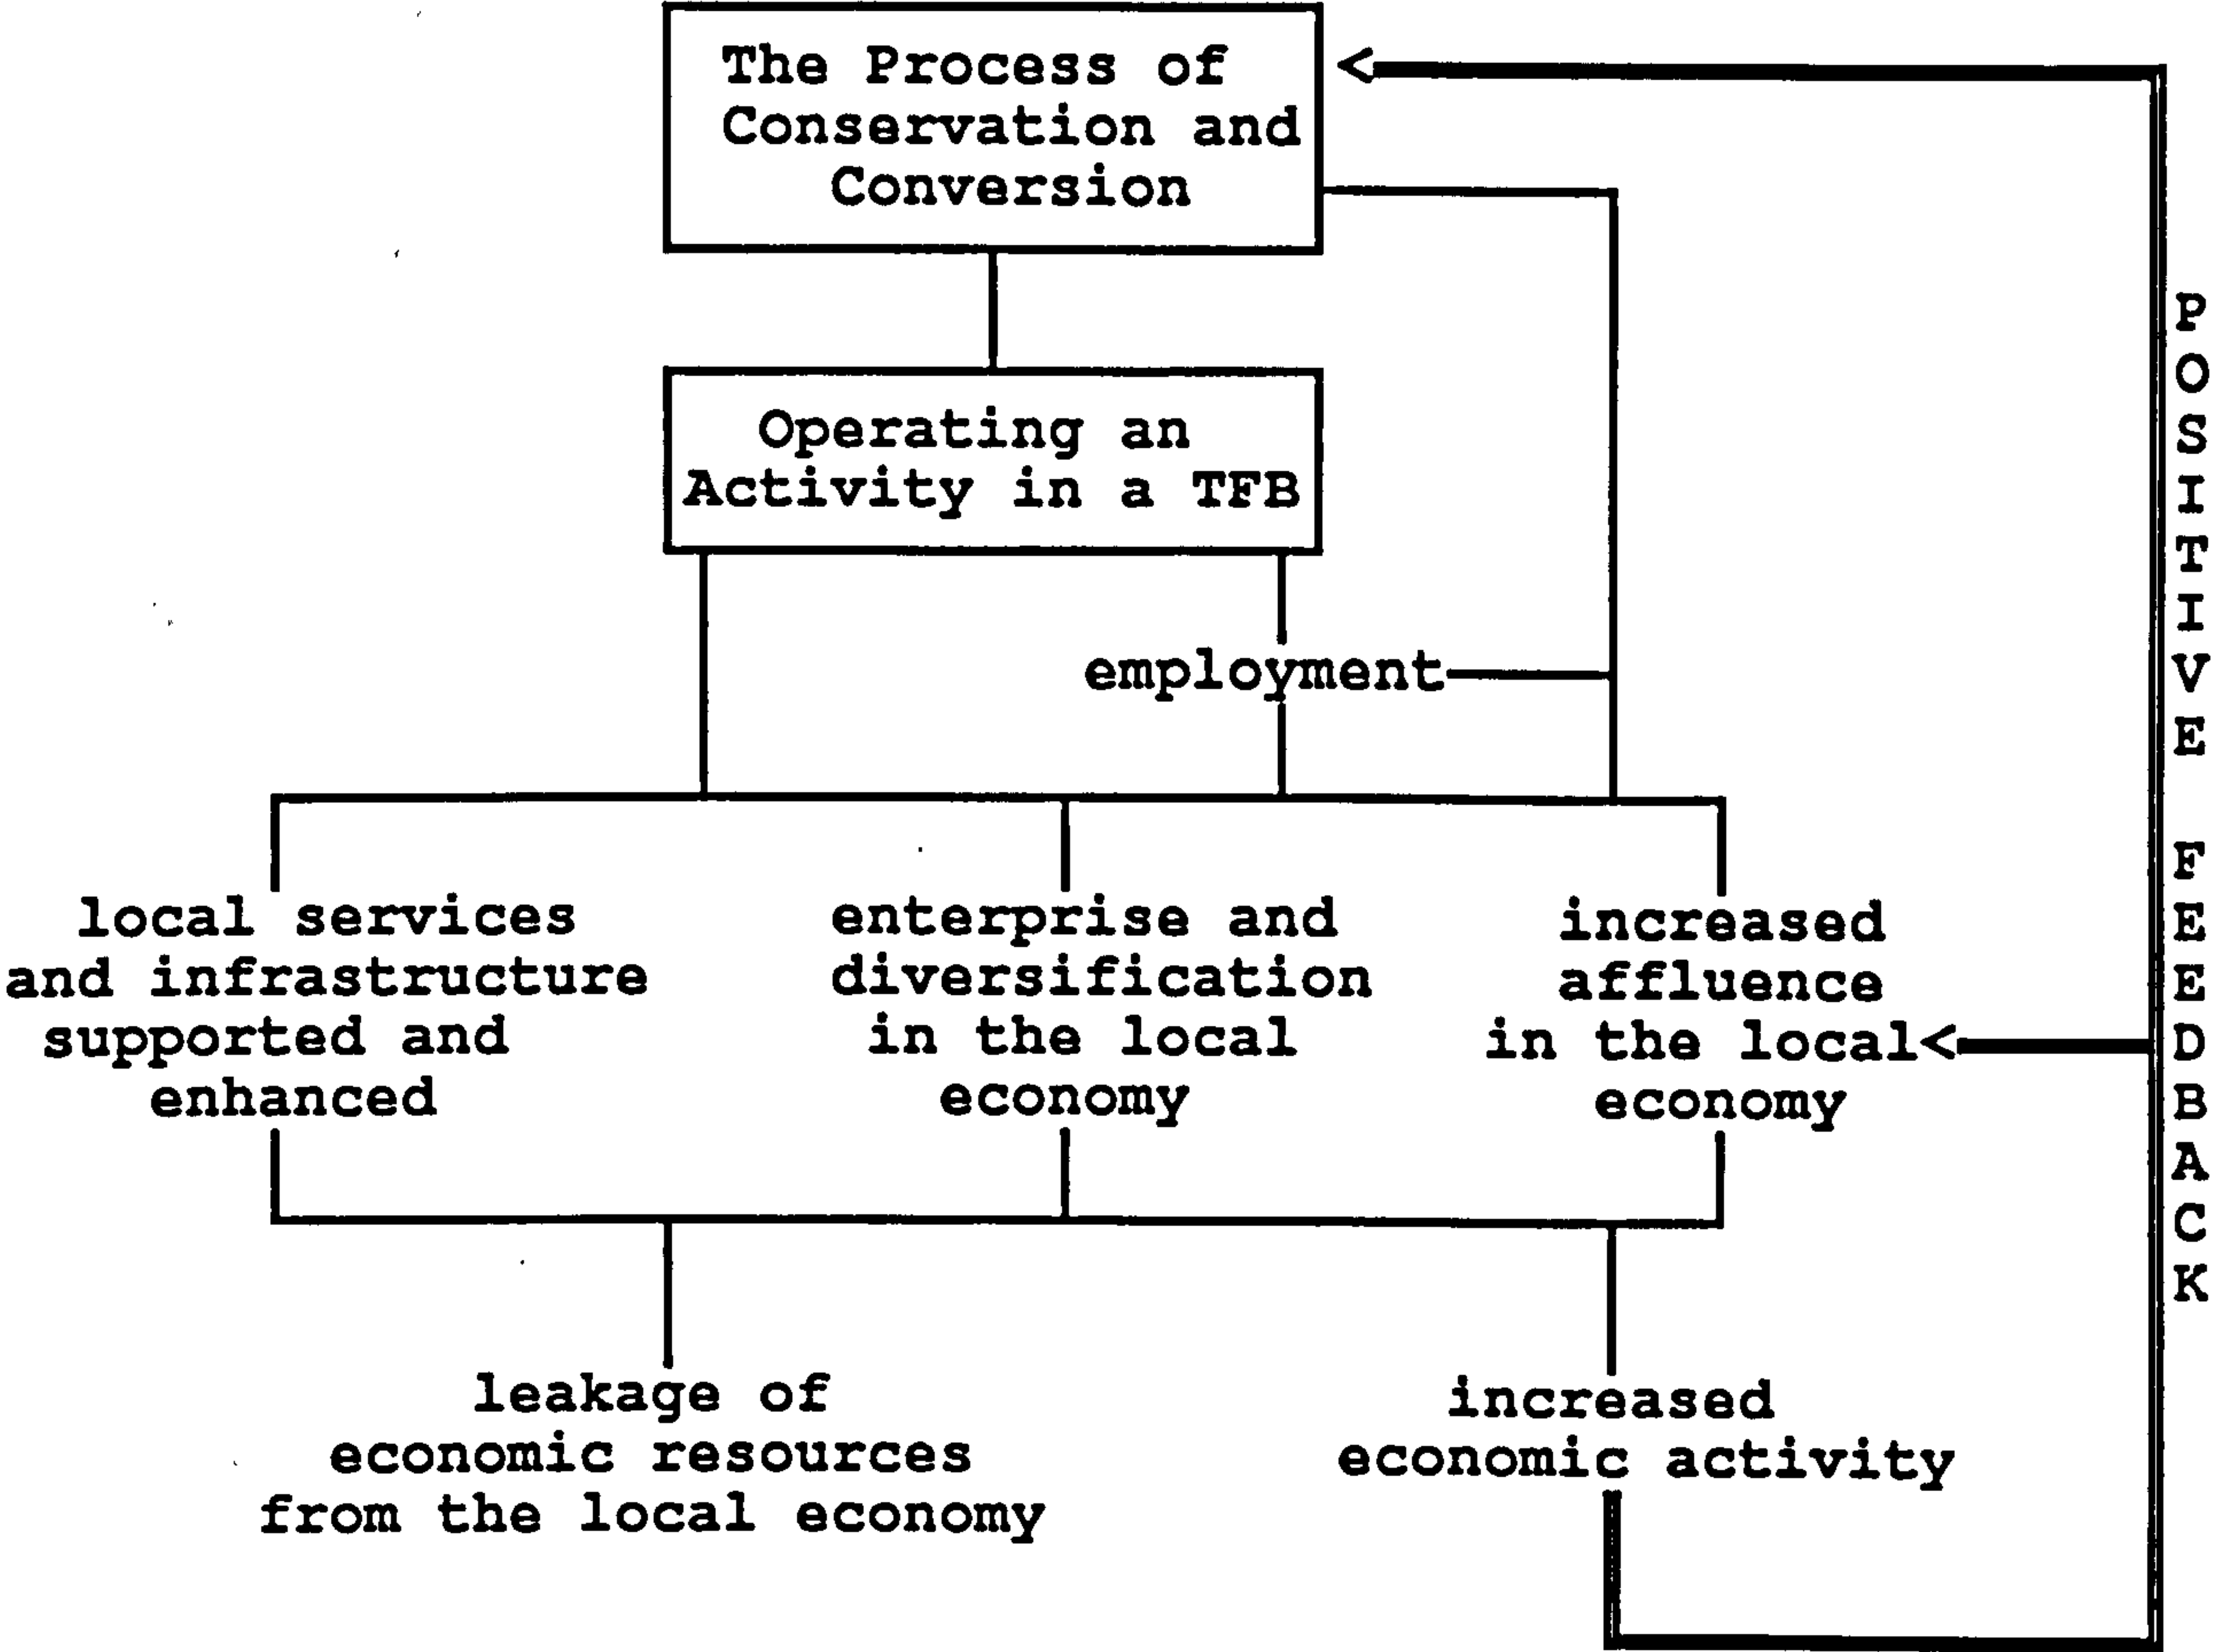 The Process of
Conservation and
Conversion
Operating an
Activity in a TFB
employment
local services
and infrastructure
supported and
enhanced
enterprise and
diversification
in the local
economy
increased
affluence
in the local
economy
leakage of
economic resources
from the local economy
increased
economic activity
POSITIVE FEEDBACK